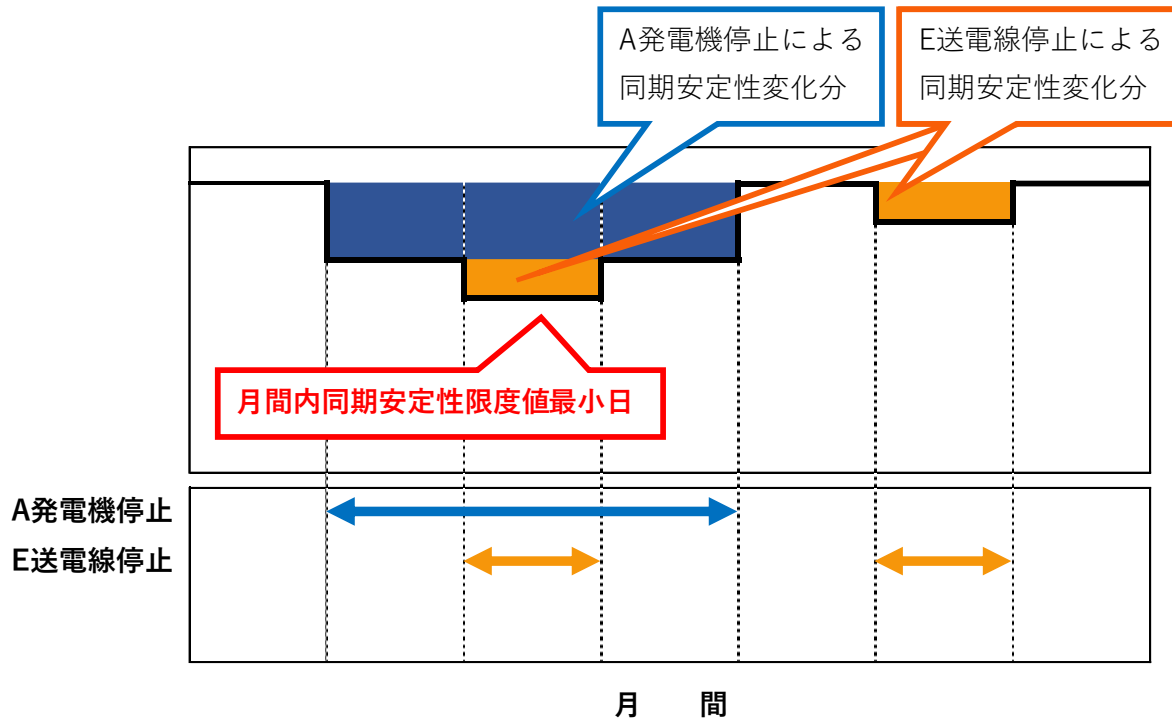 A発電機停止による
同期安定性変化分
E送電線停止による
同期安定性変化分
月間内同期安定性限度値最小日
A発電機停止
E送電線停止
月 間